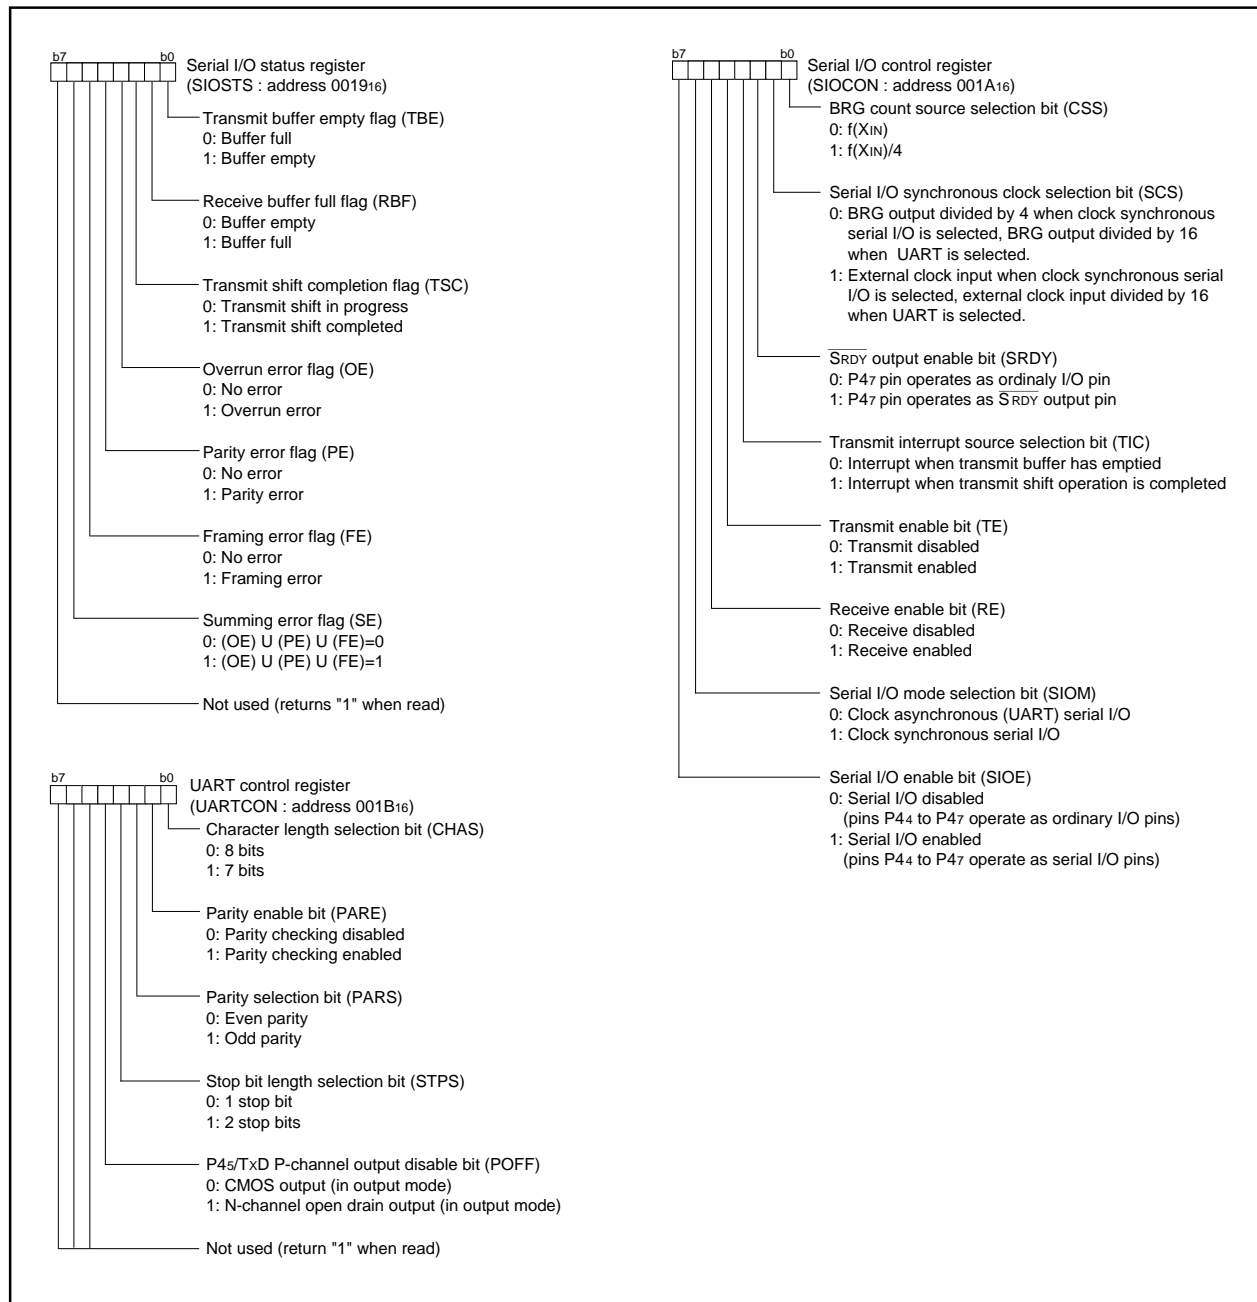 b7 b0
Serial I/O status register
(SIOSTS : address 001916)
Transmit buffer empty flag (TBE)
0: Buffer full
1: Buffer empty
Receive buffer full flag (RBF)
0: Buffer empty
1: Buffer full
Transmit shift completion flag (TSC)
0: Transmit shift in progress
1: Transmit shift completed
Overrun error flag (OE)
0: No error
1: Overrun error
Parity error flag (PE)
0: No error
1: Parity error
Framing error flag (FE)
0: No error
1: Framing error
Summing error flag (SE)
0: (OE) U (PE) U (FE)=0
1: (OE) U (PE) U (FE)=1
Not used (returns "1" when read)
b7 b0
UART control register
(UARTCON : address 001B16)
Character length selection bit (CHAS)
0: 8 bits
1: 7 bits
Parity enable bit (PARE)
0: Parity checking disabled
1: Parity checking enabled
Parity selection bit (PARS)
0: Even parity
1: Odd parity
Stop bit length selection bit (STPS)
0: 1 stop bit
1: 2 stop bits
P45/TXD P-channel output disable bit (POFF)
0: CMOS output (in output mode)
1: N-channel open drain output (in output mode)
Not used (return "1" when read)
b7 b0
Serial I/O control register
(SIOCON : address 001A16)
BRG count source selection bit (CSS)
0: f(XIN)
1: f(XIN)/4
Serial I/O synchronous clock selection bit (SCS)
0: BRG output divided by 4 when clock synchronous
serial I/O is selected, BRG output divided by 16
when UART is selected.
1: External clock input when clock synchronous serial
I/O is selected, external clock input divided by 16
when UART is selected.
SRDY output enable bit (SRDY)
0: P47 pin operates as ordinaly I/O pin
1: P47 pin operates as SRDY output pin
Transmit interrupt source selection bit (TIC)
0: Interrupt when transmit buffer has emptied
1: Interrupt when transmit shift operation is completed
Transmit enable bit (TE)
0: Transmit disabled
1: Transmit enabled
Receive enable bit (RE)
0: Receive disabled
1: Receive enabled
Serial I/O mode selection bit (SIOM)
0: Clock asynchronous (UART) serial I/O
1: Clock synchronous serial I/O
Serial I/O enable bit (SIOE)
0: Serial I/O disabled
(pins P44 to P47 operate as ordinary I/O pins)
1: Serial I/O enabled
(pins P44 to P47 operate as serial I/O pins)